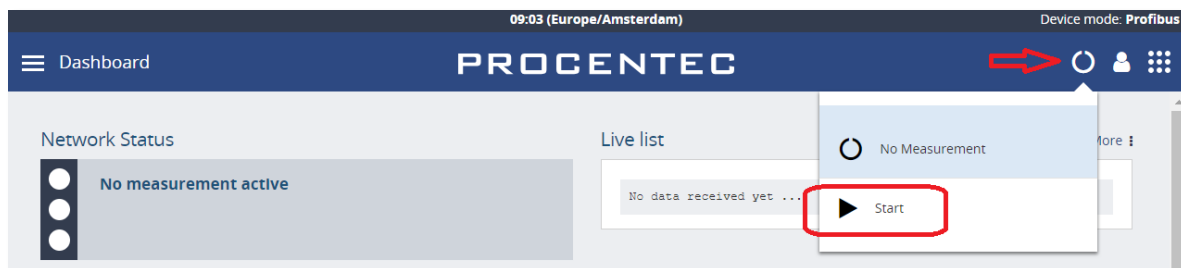 09:03 (Europe/Amsterdam) Device mode: Profibus
Dashboard PROCENTEC
Network Status Live list More
No measurement active
No Measurement
No data received yet ...
Start